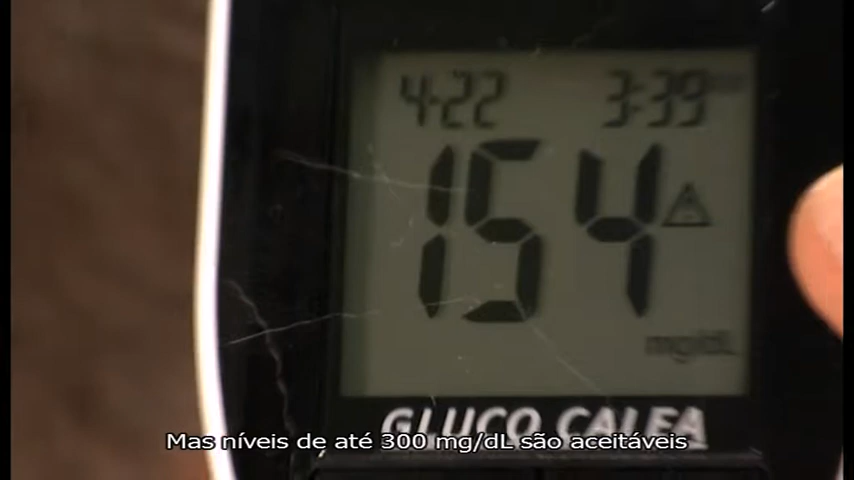 4-22 3:39
154
mg/dL
GLUCO CALEA
Mas níveis de até 300 mg/dL são aceitáveis